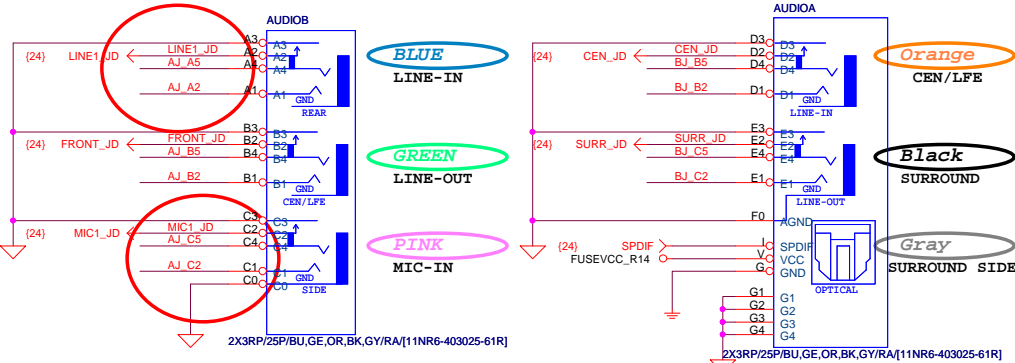 AUDIOB
A3
A3
{24}
LINE1_JD
LINE1_JD
A2
A2
AJ_A5
A4
A4
AJ_A2
A1
A1
GND
REAR
BLUE
LINE-IN
B3
B3
{24}
FRONT_JD
FRONT_JD
B2
B2
AJ_B5
B4
B4
AJ_B2
B1
B1
GND
CEN/LFE
GREEN
LINE-OUT
C3
C3
{24}
MIC1_JD
MIC1_JD
C2
C2
AJ_C5
C4
C4
AJ_C2
C1
C1
GND
C0
C0
SIDE
PINK
MIC-IN
2X3RP/25P/BU,GE,OR,BK,GY/RA/[11NR6-403025-61R]
AUDIOA
D3
D3
{24}
CEN_JD
CEN_JD
D2
D2
BJ_B5
D4
D4
BJ_B2
D1
D1
GND
LINE-IN
Orange
CEN/LFE
E3
E3
{24}
SURR_JD
SURR_JD
E2
E2
BJ_C5
E4
E4
BJ_C2
E1
E1
GND
LINE-OUT
Black
SURROUND
F0
AGND
{24}
SPDIF
I
SPDIF
FUSEVCC_R14
V
VCC
G
GND
OPTICAL
Gray
SURROUND SIDE
G1
G1
G2
G2
G3
G3
G4
G4
2X3RP/25P/BU,GE,OR,BK,GY/RA/[11NR6-403025-61R]